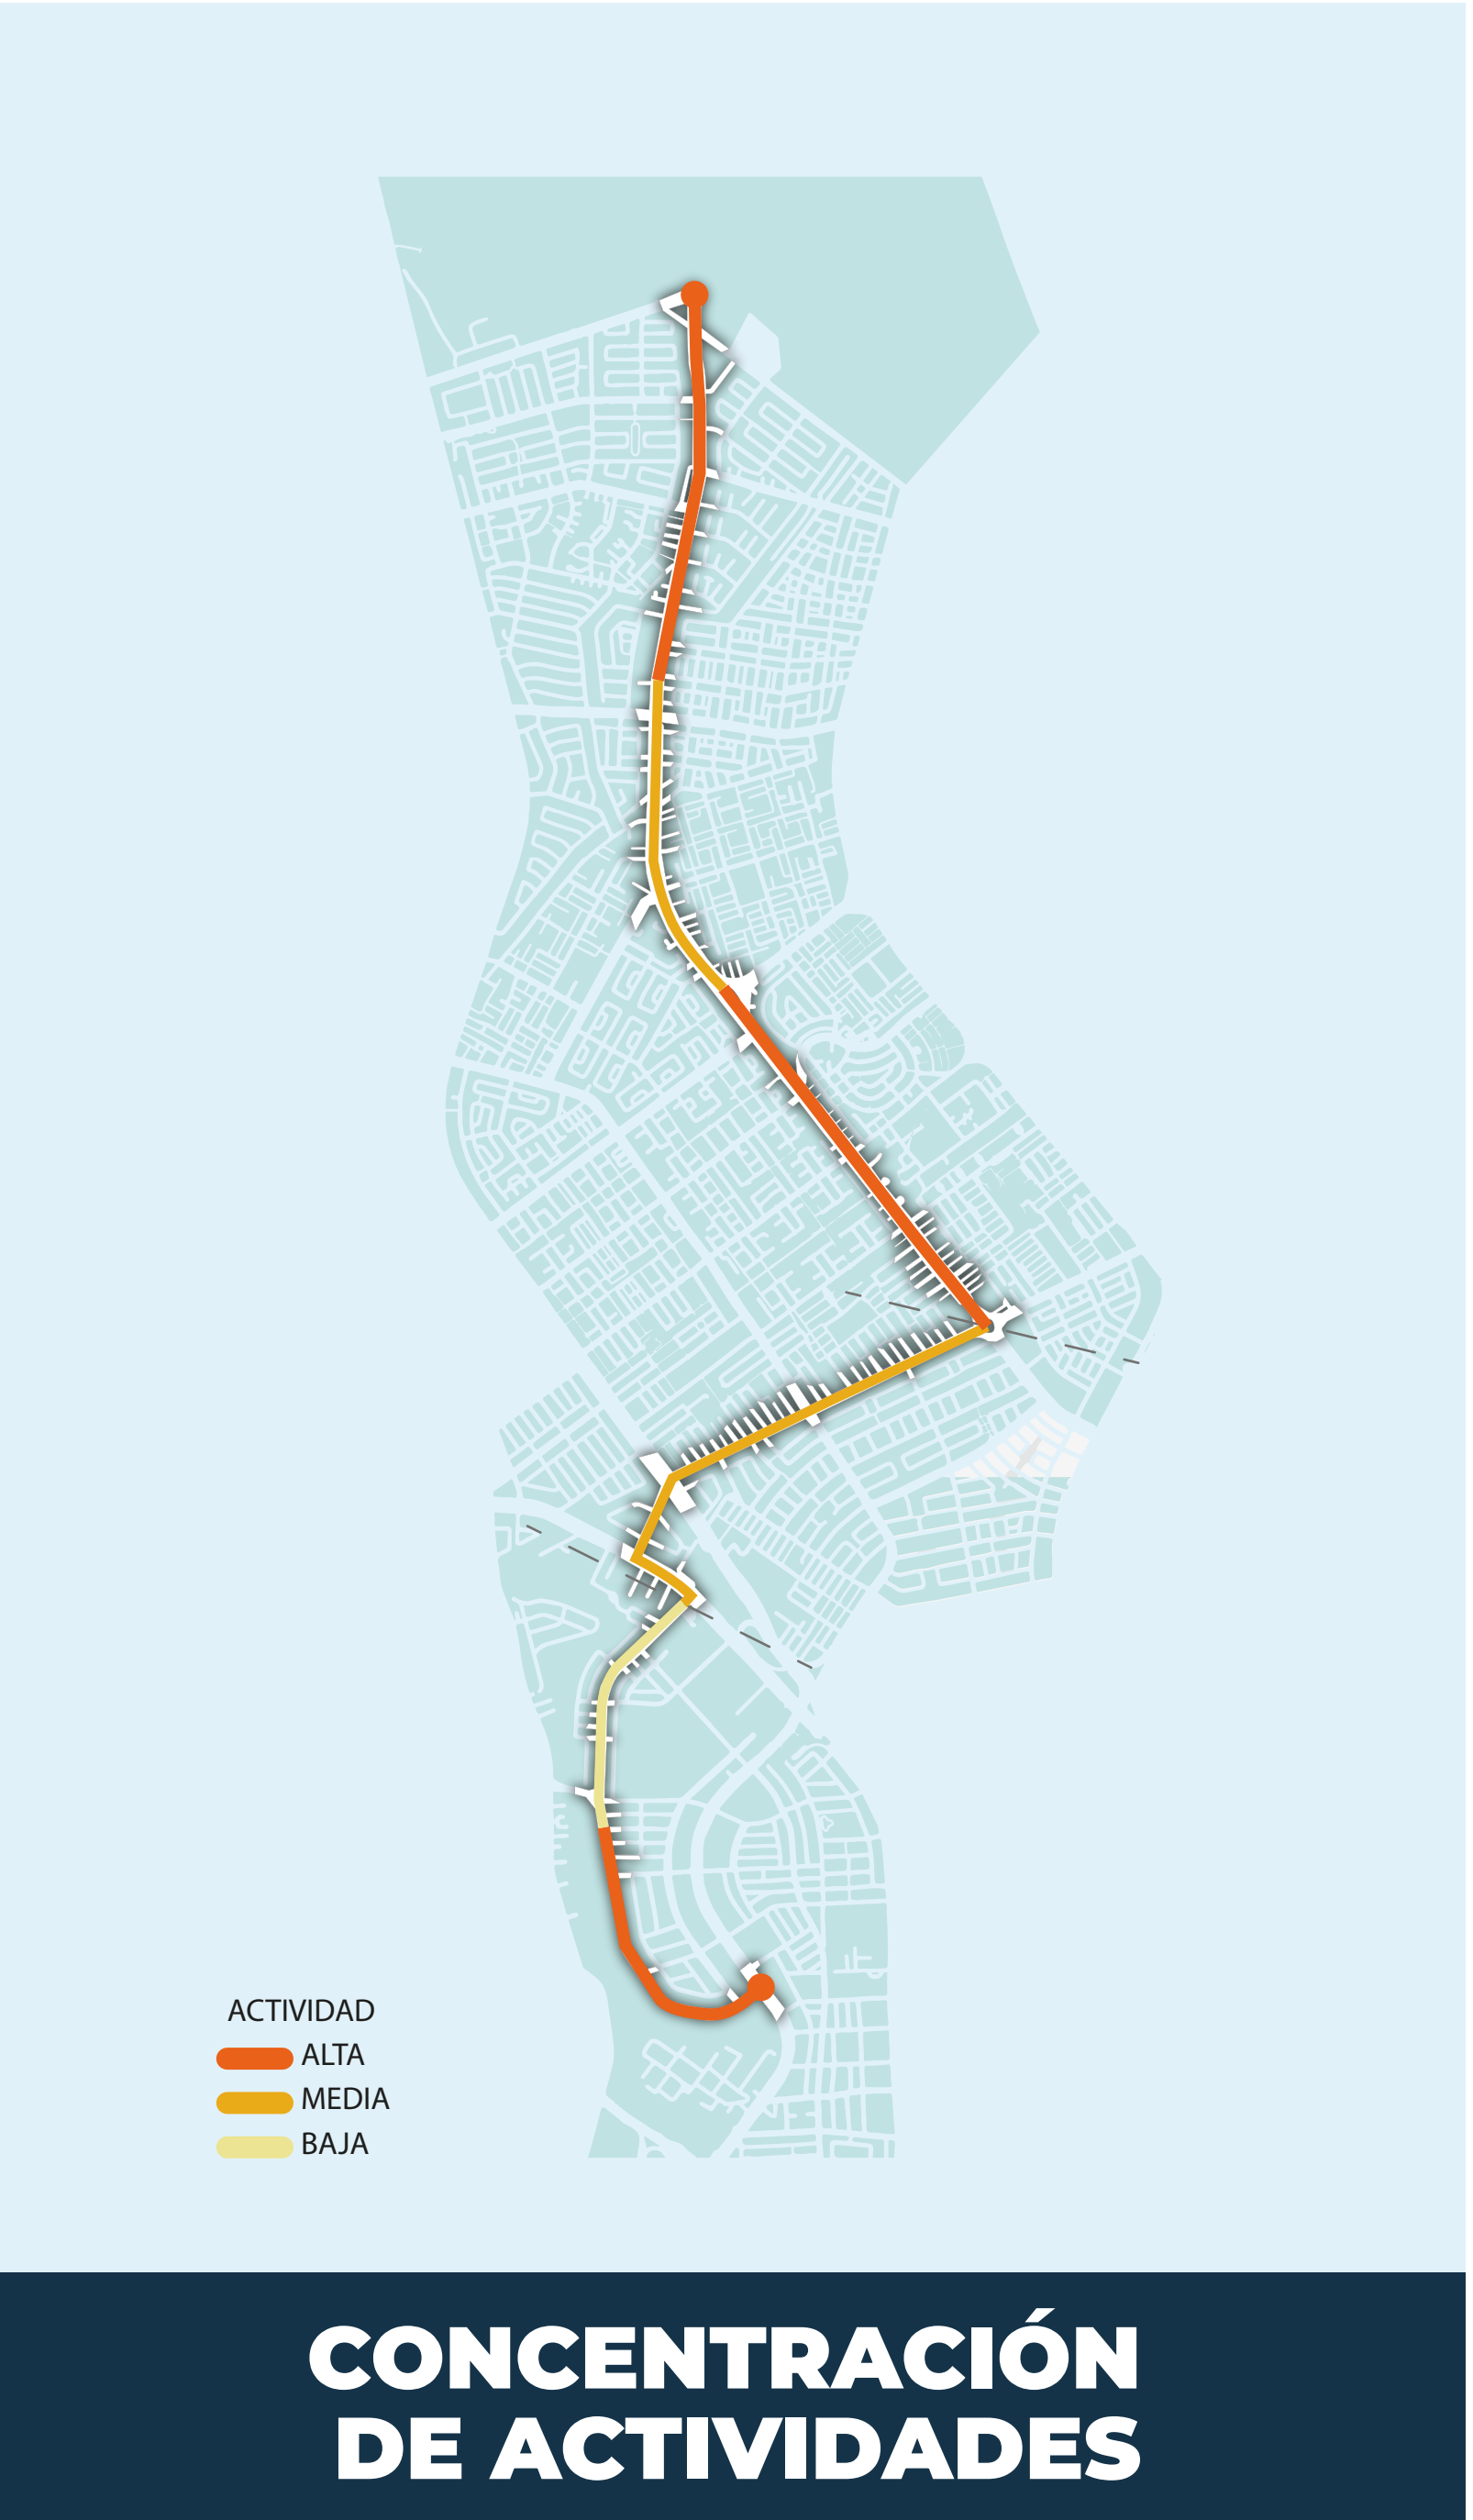 ACTIVIDAD
ALTA
MEDIA
BAJA
CONCENTRACIÓN
DE ACTIVIDADES